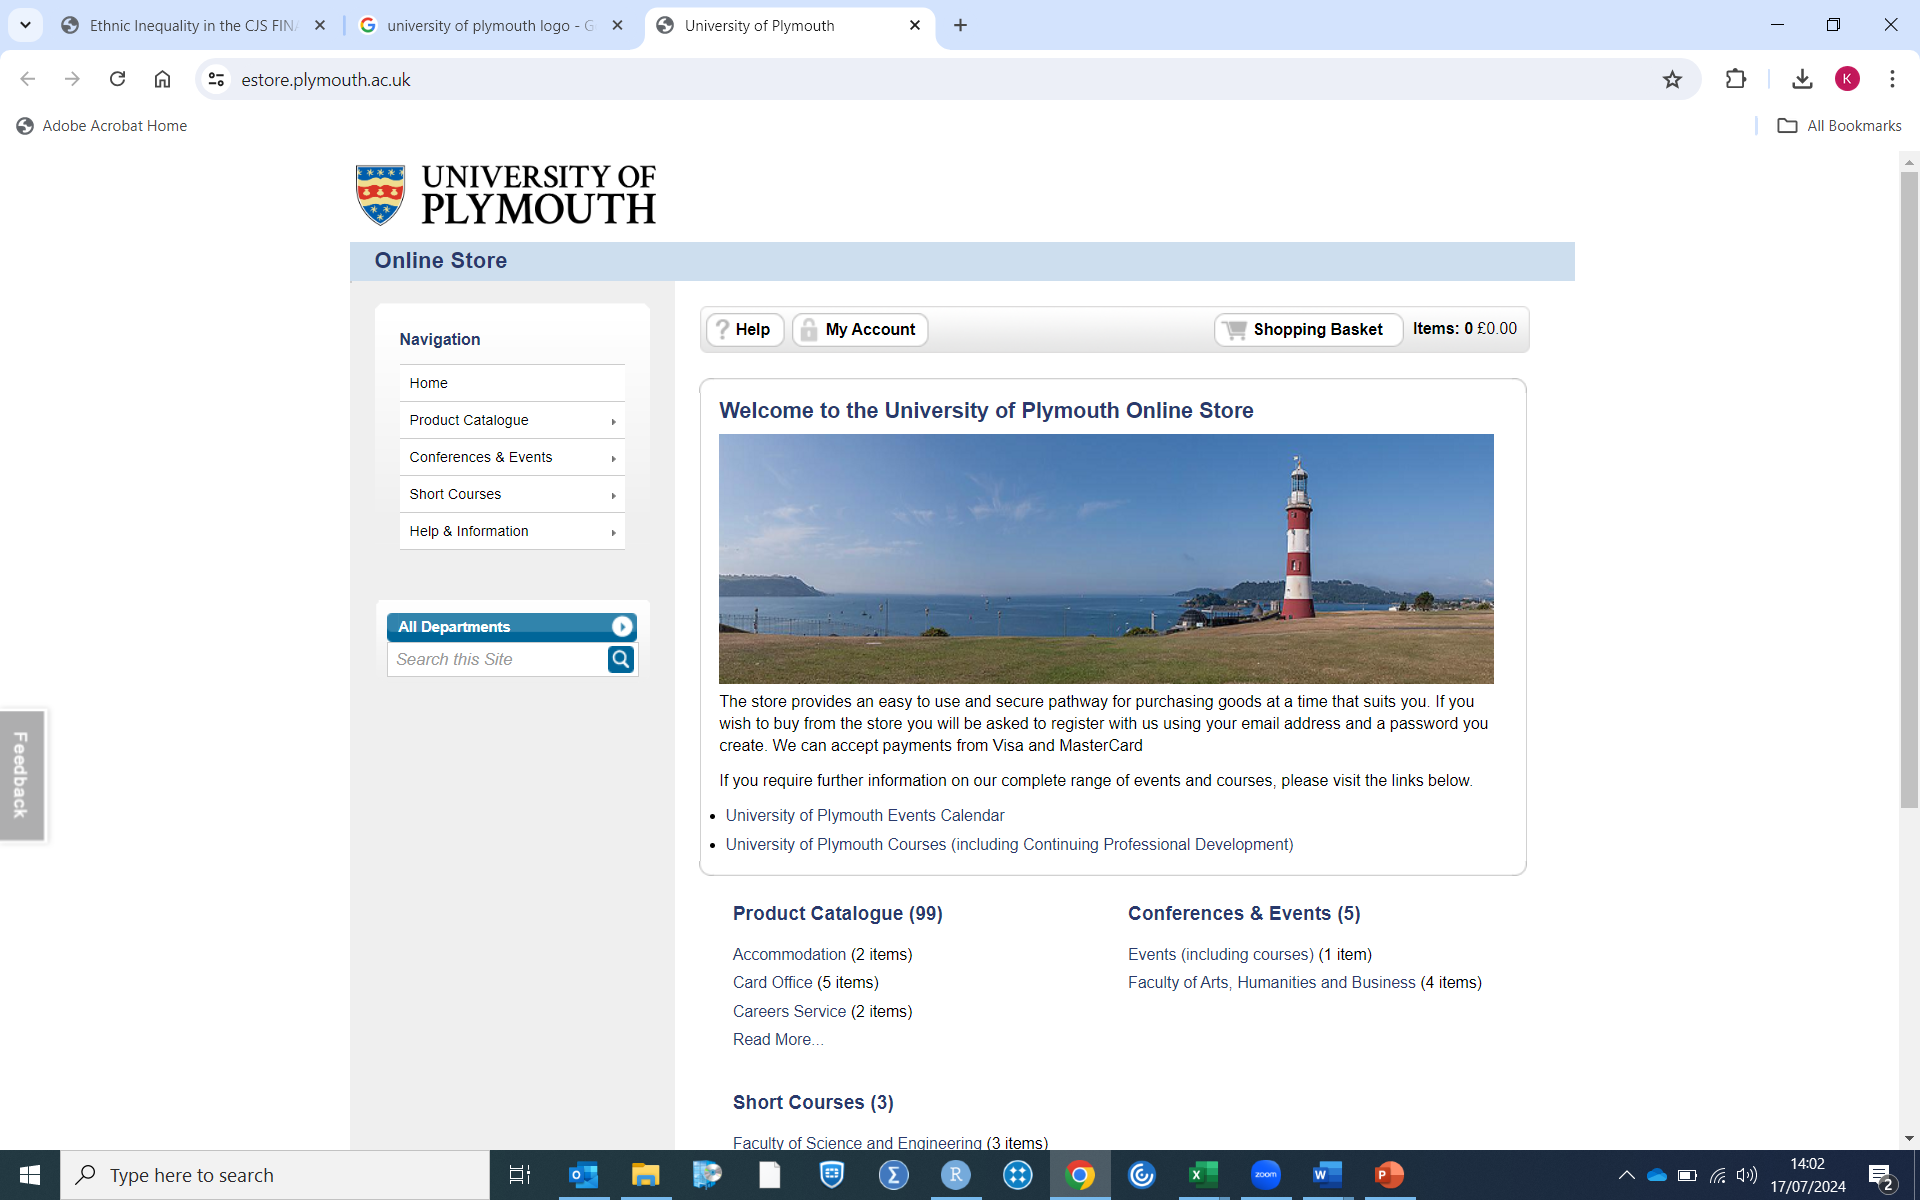 Ethnic Inequality in the CJS FIN
university of plymouth logo - G
University of Plymouth
estore.plymouth.ac.uk
K
Adobe Acrobat Home
All Bookmarks
UNIVERSITY OF
PLYMOUTH
Online Store
Navigation
Home
Product Catalogue
Conferences & Events
Short Courses
Help & Information
All Departments
Search this Site
Feedback
? Help
My Account
Shopping Basket
Items: 0 £0.00
Welcome to the University of Plymouth Online Store
The store provides an easy to use and secure pathway for purchasing goods at a time that suits you. If you
wish to buy from the store you will be asked to register with us using your email address and a password you
create. We can accept payments from Visa and MasterCard
If you require further information on our complete range of events and courses, please visit the links below.
• University of Plymouth Events Calendar
• University of Plymouth Courses (including Continuing Professional Development)
Product Catalogue (99)
Accommodation (2 items)
Card Office (5 items)
Careers Service (2 items)
Read More...
Conferences & Events (5)
Events (including courses) (1 item)
Faculty of Arts, Humanities and Business (4 items)
Short Courses (3)
Faculty of Science and Engineering (3 items)
Type here to search
Σ
R
X
zoom
W
P
14:02
17/07/2024
2